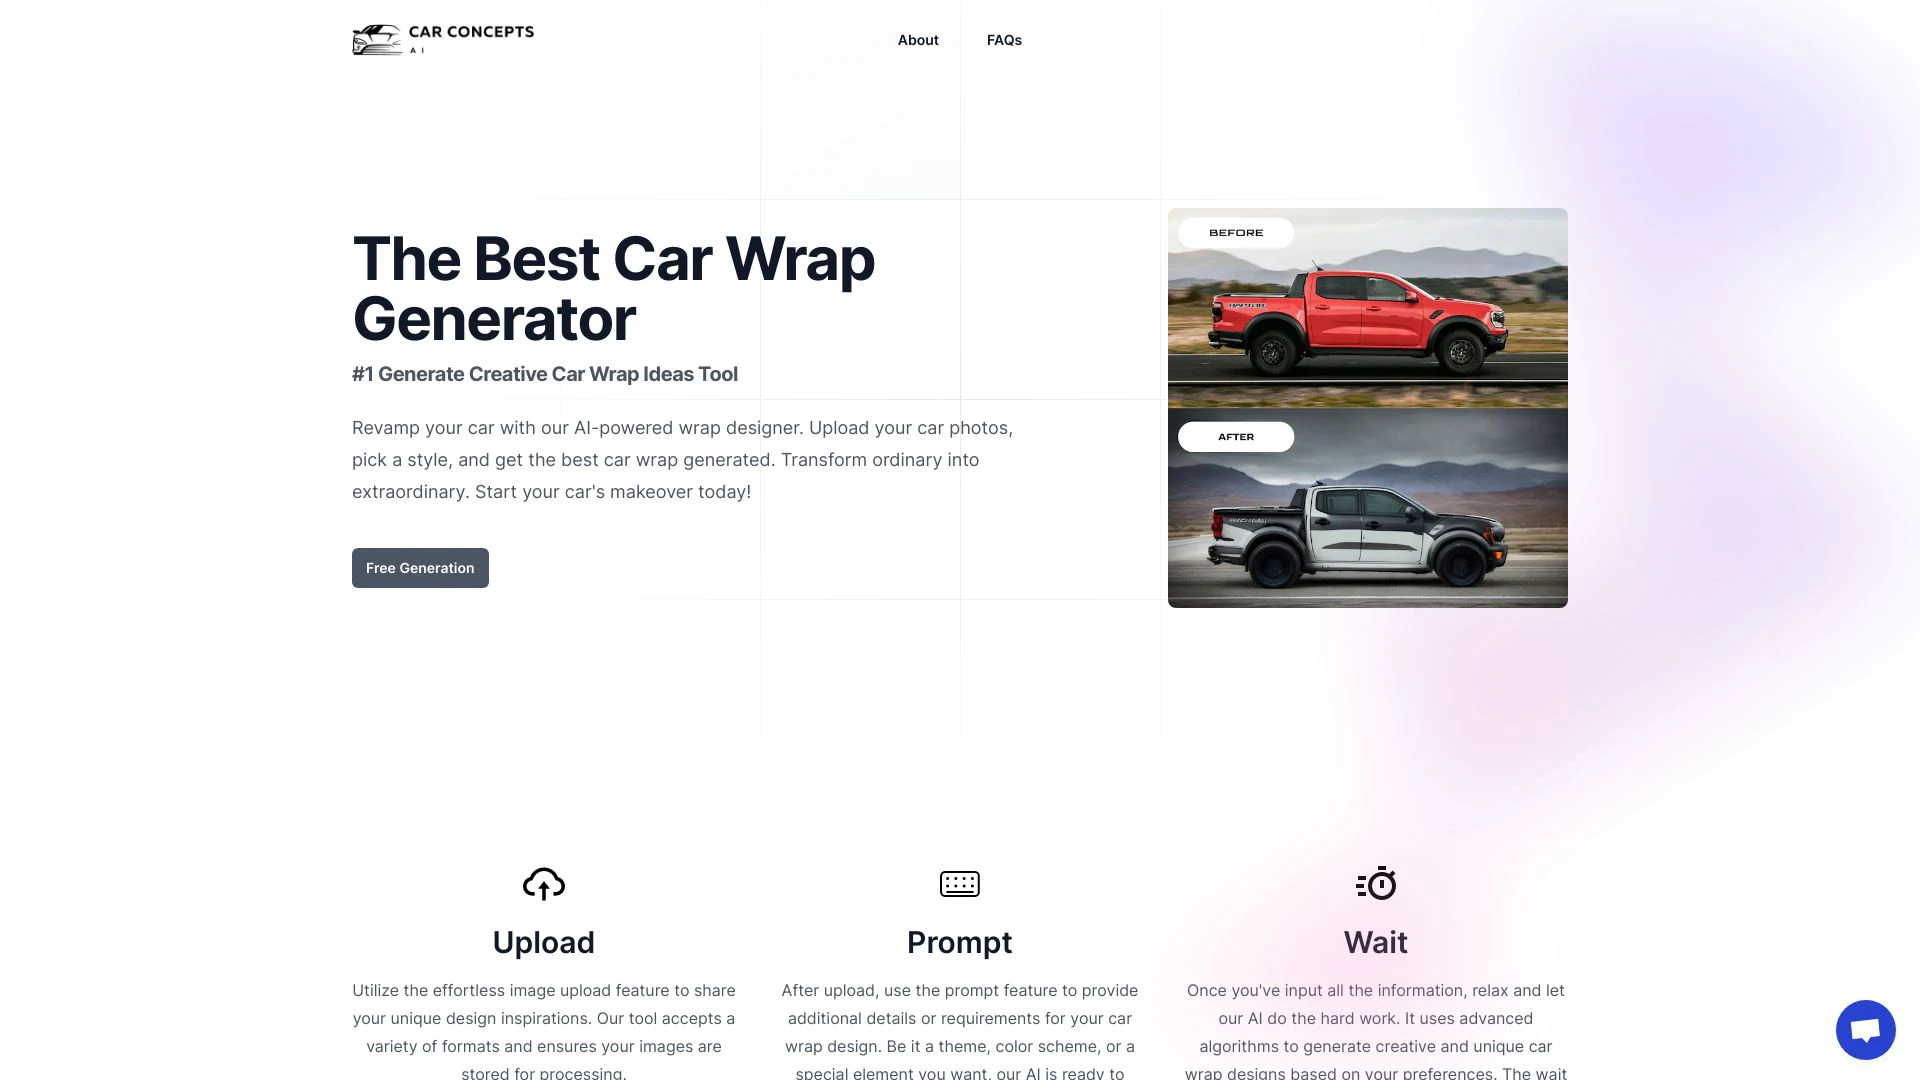 CAR CONCEPTS
AI
About
FAQs
The Best Car Wrap
Generator
#1 Generate Creative Car Wrap Ideas Tool
Revamp your car with our AI-powered wrap designer. Upload your car photos,
pick a style, and get the best car wrap generated. Transform ordinary into
extraordinary. Start your car's makeover today!
Free Generation
BEFORE
RAPTOR
AFTER
Upload
Utilize the effortless image upload feature to share
your unique design inspirations. Our tool accepts a
variety of formats and ensures your images are
stored for processing.
Prompt
After upload, use the prompt feature to provide
additional details or requirements for your car
wrap design. Be it a theme, color scheme, or a
special element you want, our AI is ready to
Wait
Once you've input all the information, relax and let
our AI do the hard work. It uses advanced
algorithms to generate creative and unique car
wrap designs based on your preferences. The wait